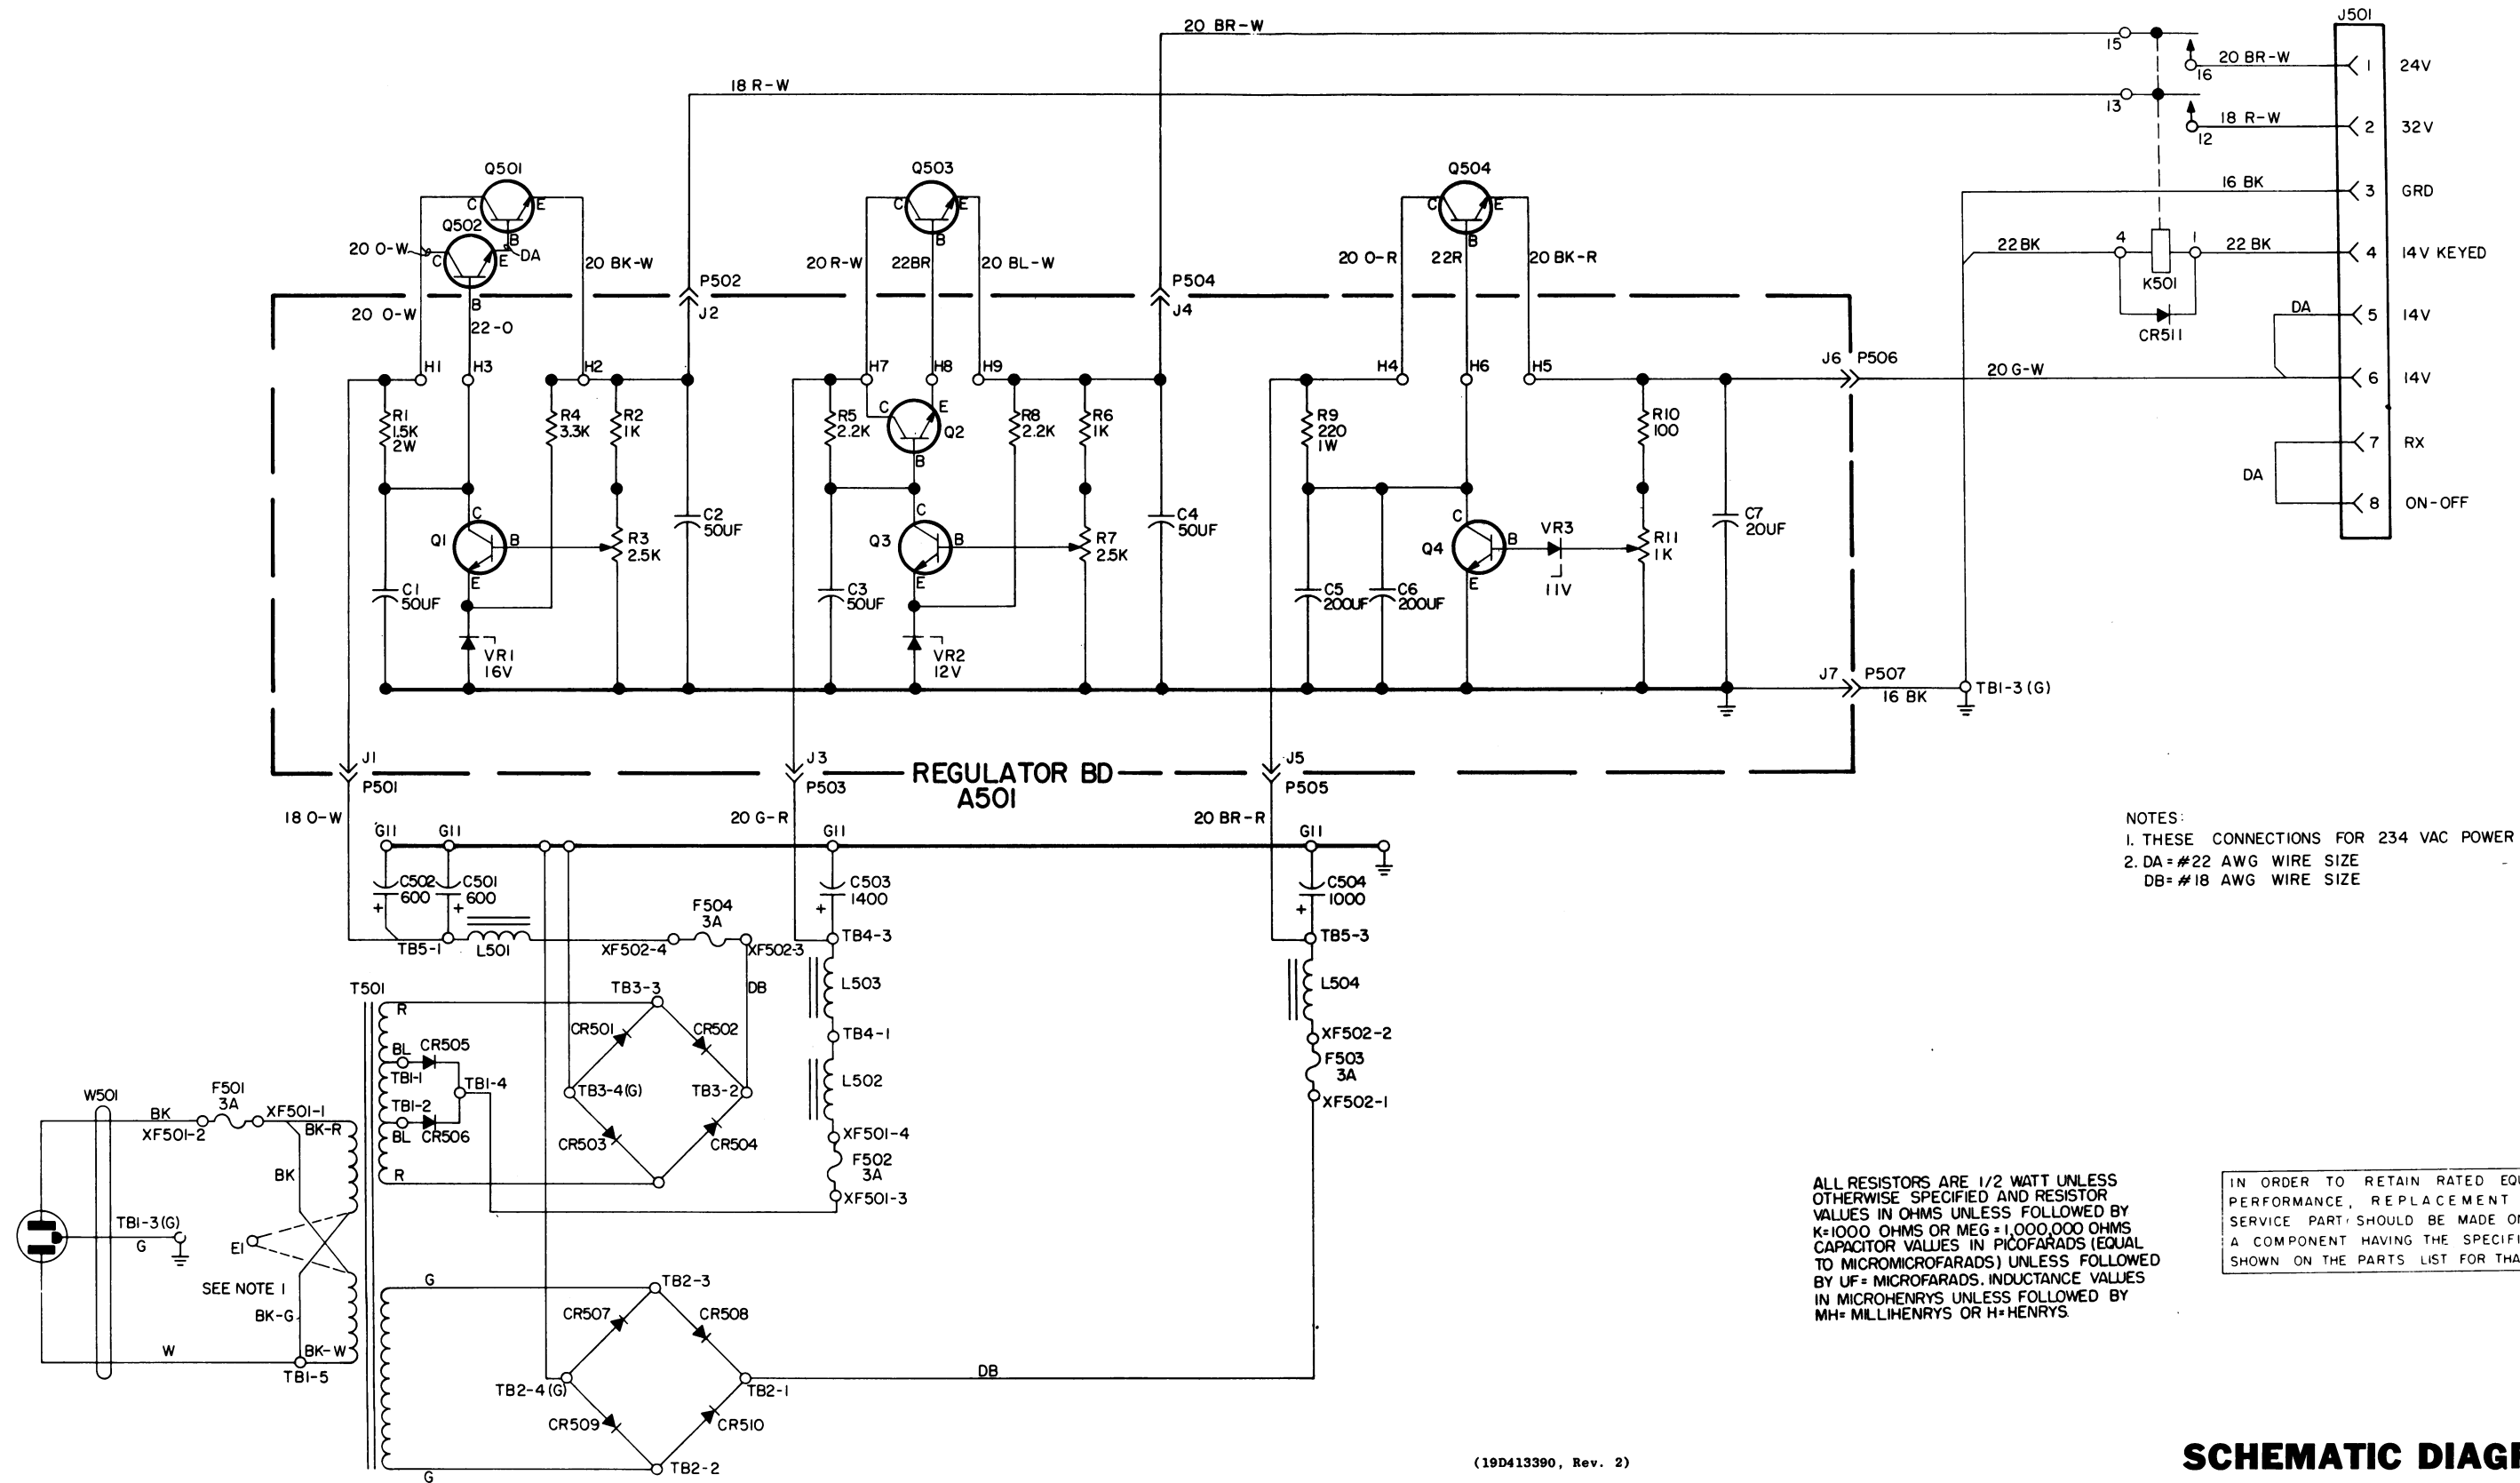 J501
20 BR-W
15
16
20 BR-W
1
24V
18 R-W
13
12
18 R-W
2
32V
16 BK
3
GRD
22BK
4
1
22 BK
4
14V KEYED
K501
CR511
DA
5
14V
20 G-W
6
14V
7
RX
DA
8
ON-OFF
Q501
C
E
B
Q502
20 O-W
C
E
DA
B
20 O-W
22-O
20 BK-W
P502
J2
Q503
C
E
B
20 R-W
22BR
20 BL-W
P504
J4
Q504
C
E
B
20 O-R
22R
20 BK-R
J6
P506
H1
H3
H2
H7
H8
H9
H4
H6
H5
R1
1.5K
2W
R4
3.3K
R2
1K
R5
2.2K
C
E
Q2
B
R8
2.2K
R6
1K
R9
220
1W
R10
100
Q1
C
B
E
R3
2.5K
C2
50UF
Q3
C
B
E
R7
2.5K
C4
50UF
Q4
C
B
E
VR3
11V
R11
1K
C7
20UF
C1
50UF
C3
50UF
C5
200UF
C6
200UF
VR1
16V
VR2
12V
J7
P507
16 BK
TB1-3(G)
J1
P501
J3
P503
REGULATOR BD
A501
J5
P505
18 O-W
20 G-R
20 BR-R
G11
G11
G11
G11
C502
600
+
C501
600
+
C503
1400
+
C504
1000
+
TB5-1
L501
XF502-4
F504
3A
XF502-3
TB4-3
TB5-3
NOTES:
1. THESE CONNECTIONS FOR 234 VAC POWER
2. DA=#22 AWG WIRE SIZE
DB=#18 AWG WIRE SIZE
T501
R
TB3-3
DB
L503
L504
CR501
CR502
TB4-1
XF502-2
BL
CR505
TB1-1
TB1-4
TB3-4(G)
TB3-2
L502
F503
3A
XF502-1
TB1-2
BL
CR506
CR503
CR504
XF501-4
F502
3A
XF501-3
R
W501
BK
F501
3A
XF501-1
XF501-2
BK-R
BK
TB1-3(G)
G
E1
SEE NOTE 1
BK-G
W
BK-W
TB1-5
G
TB2-3
CR507
CR508
TB2-4(G)
TB2-1
DB
CR509
CR510
TB2-2
G
ALL RESISTORS ARE 1/2 WATT UNLESS
OTHERWISE SPECIFIED AND RESISTOR
VALUES IN OHMS UNLESS FOLLOWED BY
K=1000 OHMS OR MEG=1,000,000 OHMS
CAPACITOR VALUES IN PICOFARADS (EQUAL
TO MICROMICROFARADS) UNLESS FOLLOWED
BY UF= MICROFARADS. INDUCTANCE VALUES
IN MICROHENRYS UNLESS FOLLOWED BY
MH= MILLIHENRYS OR H=HENRYS.
IN ORDER TO RETAIN RATED EQU
PERFORMANCE, REPLACEMENT
SERVICE PART SHOULD BE MADE ON
A COMPONENT HAVING THE SPECIFI
SHOWN ON THE PARTS LIST FOR THA
(19D413390, Rev. 2)
SCHEMATIC DIAGR